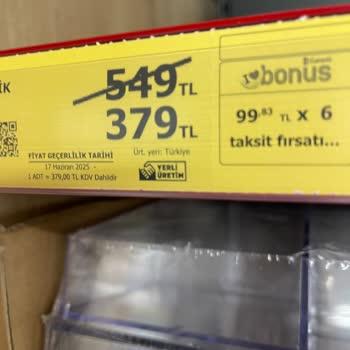 İK
549 TL
379 TL
FİYAT GEÇERLİLİK TARİHİ
17 Haziran 2025 -
1 ADT = 379,00 TL KDV Dahildir
Ürt. yeri: Türkiye
YERLİ
ÜRETİM
Garanti
bonus
99,83 TL x 6
taksit fırsatı...